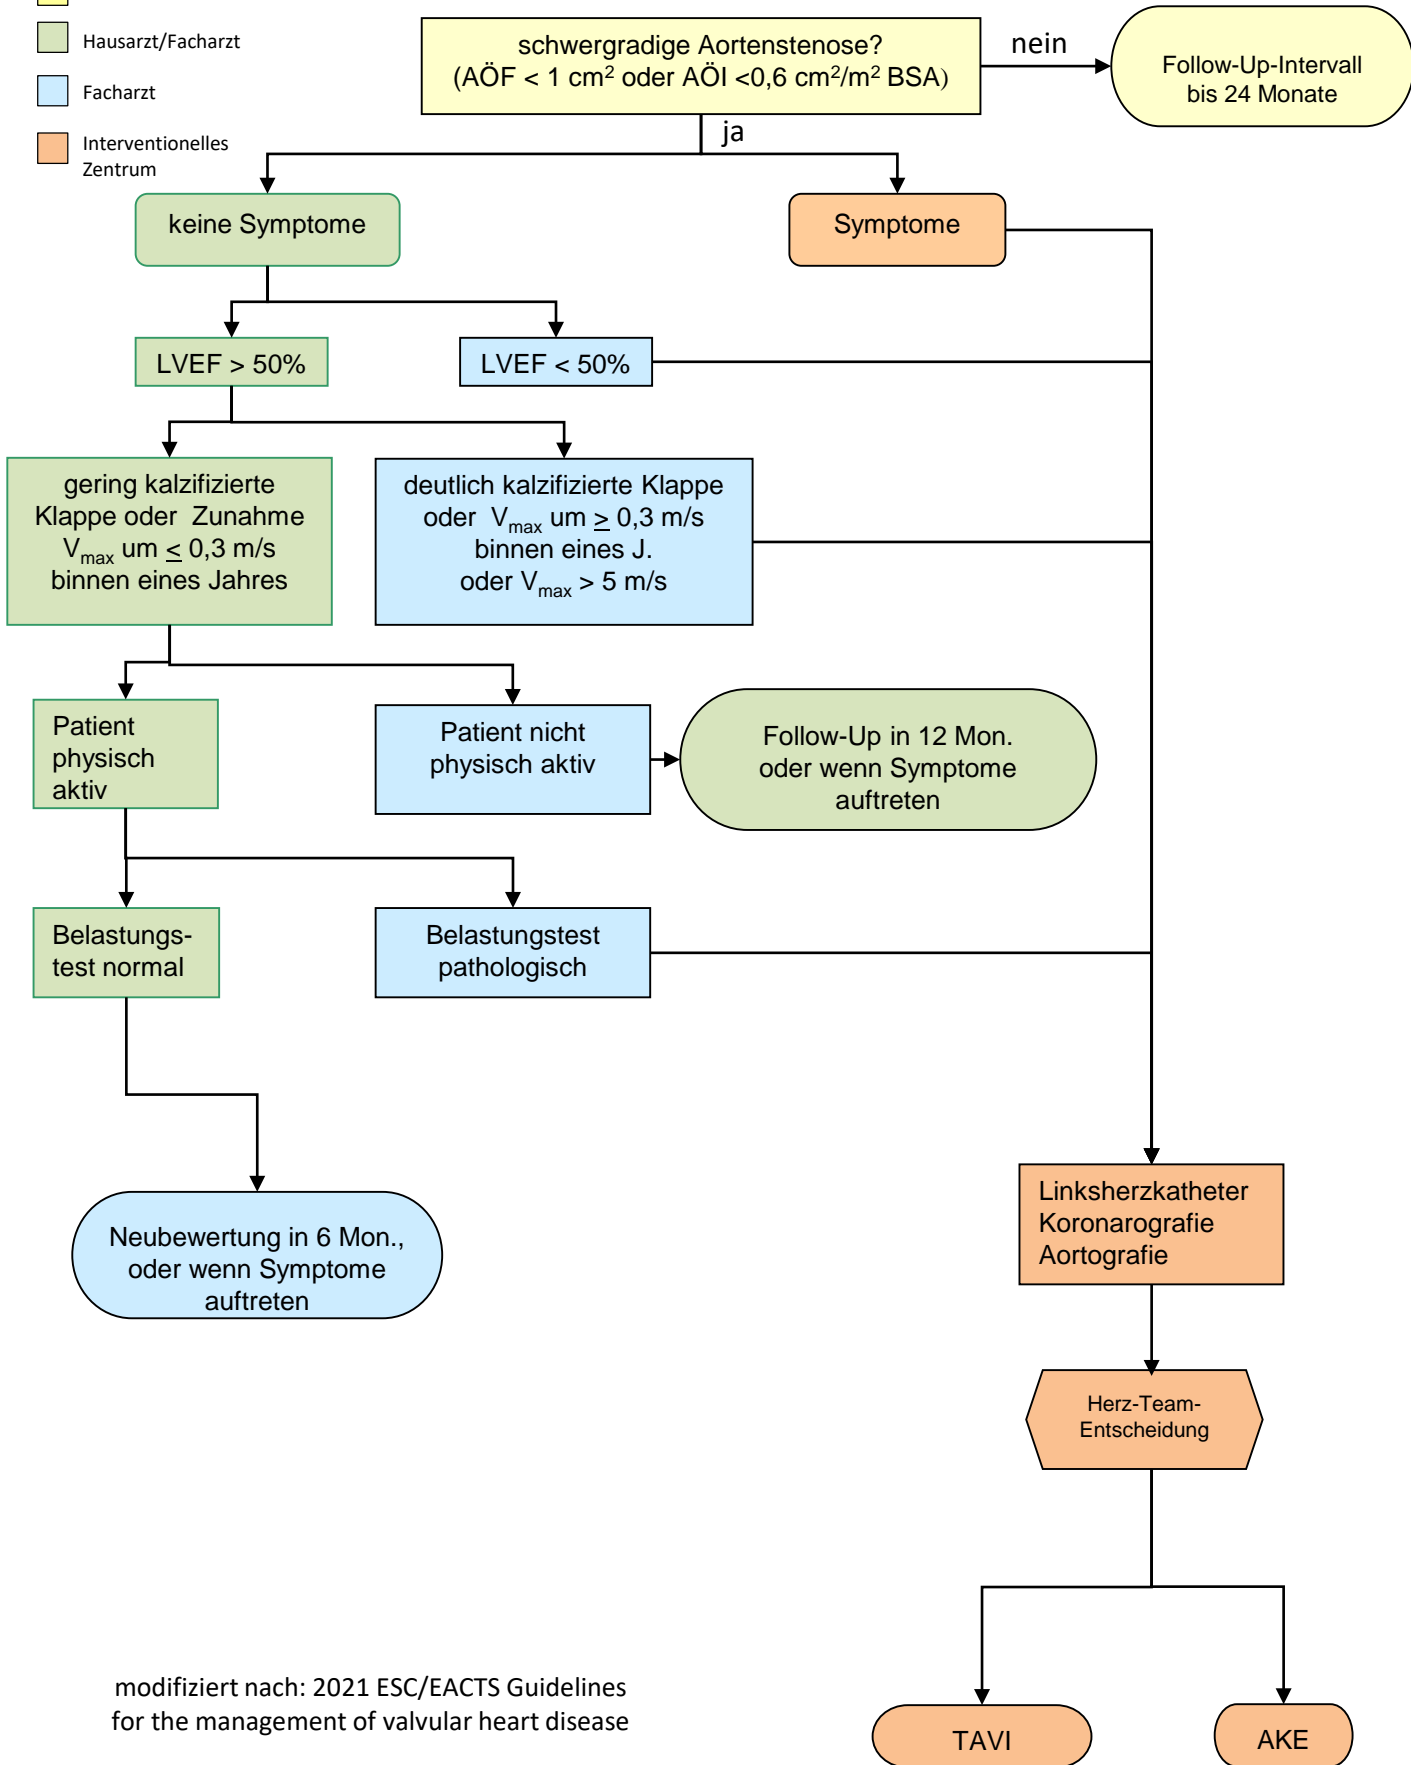 Hausarzt/Facharzt
Facharzt
Interventionelles
Zentrum
schwergradige Aortenstenose?
(AÖF < 1 cm² oder AÖI <0,6 cm²/m² BSA)
nein
Follow-Up-Intervall
bis 24 Monate
ja
keine Symptome
Symptome
LVEF > 50%
LVEF < 50%
gering kalzifizierte
Klappe oder Zunahme
Vmax um ≤ 0,3 m/s
binnen eines Jahres
deutlich kalzifizierte Klappe
oder Vmax um ≥ 0,3 m/s
binnen eines J.
oder Vmax > 5 m/s
Patient
physisch
aktiv
Patient nicht
physisch aktiv
Follow-Up in 12 Mon.
oder wenn Symptome
auftreten
Belastungs-
test normal
Belastungstest
pathologisch
Neubewertung in 6 Mon.,
oder wenn Symptome
auftreten
Linksherzkatheter
Koronarografie
Aortografie
Herz-Team-
Entscheidung
modifiziert nach: 2021 ESC/EACTS Guidelines
for the management of valvular heart disease
TAVI
AKE